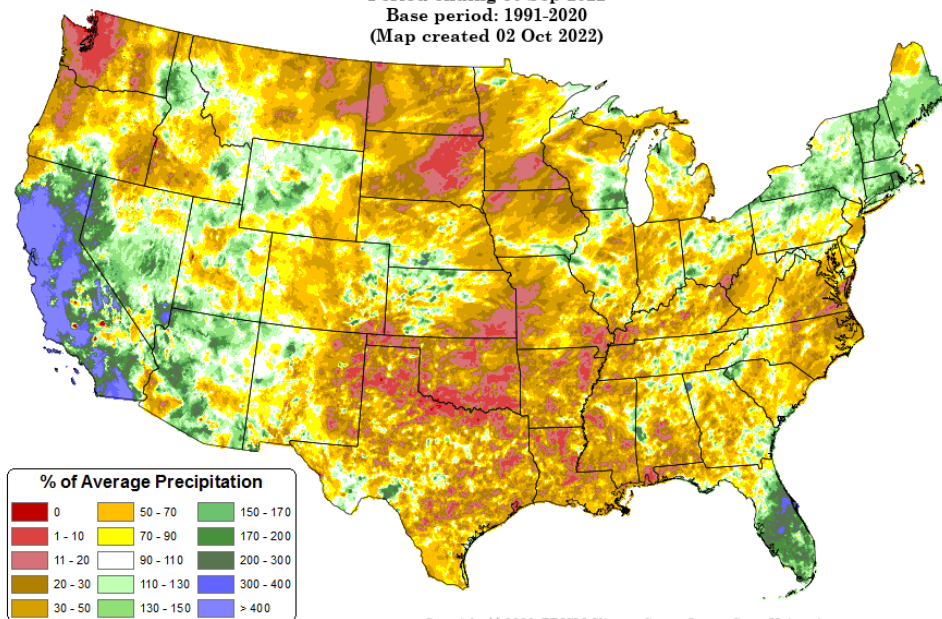 Base period: 1991-2020
(Map created 02 Oct 2022)
% of Average Precipitation
0
1 - 10
11 - 20
20 - 30
30 - 50
50 - 70
70 - 90
90 - 110
110 - 130
130 - 150
150 - 170
170 - 200
200 - 300
300 - 400
> 400